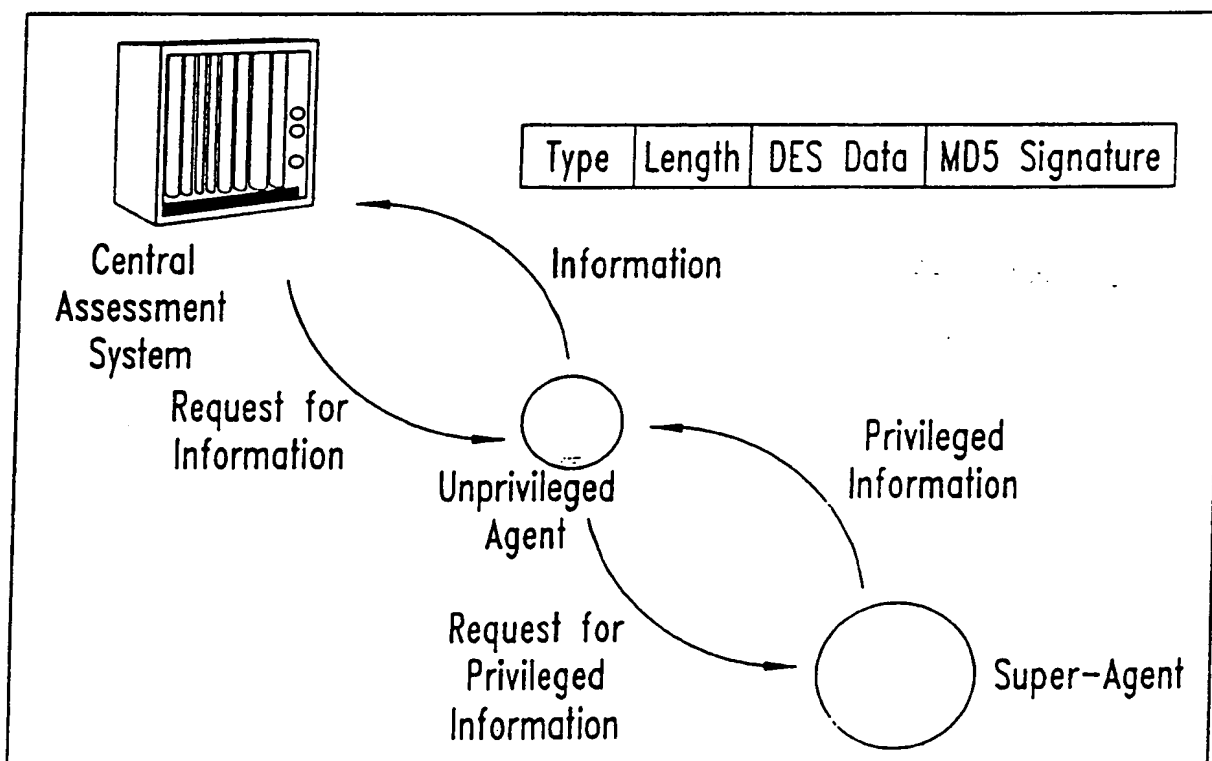 Type Length DES Data MD5 Signature
Central
Assessment
System
Information
Request for
Information
Unprivileged
Agent
Privileged
Information
Request for
Privileged
Information
Super-Agent